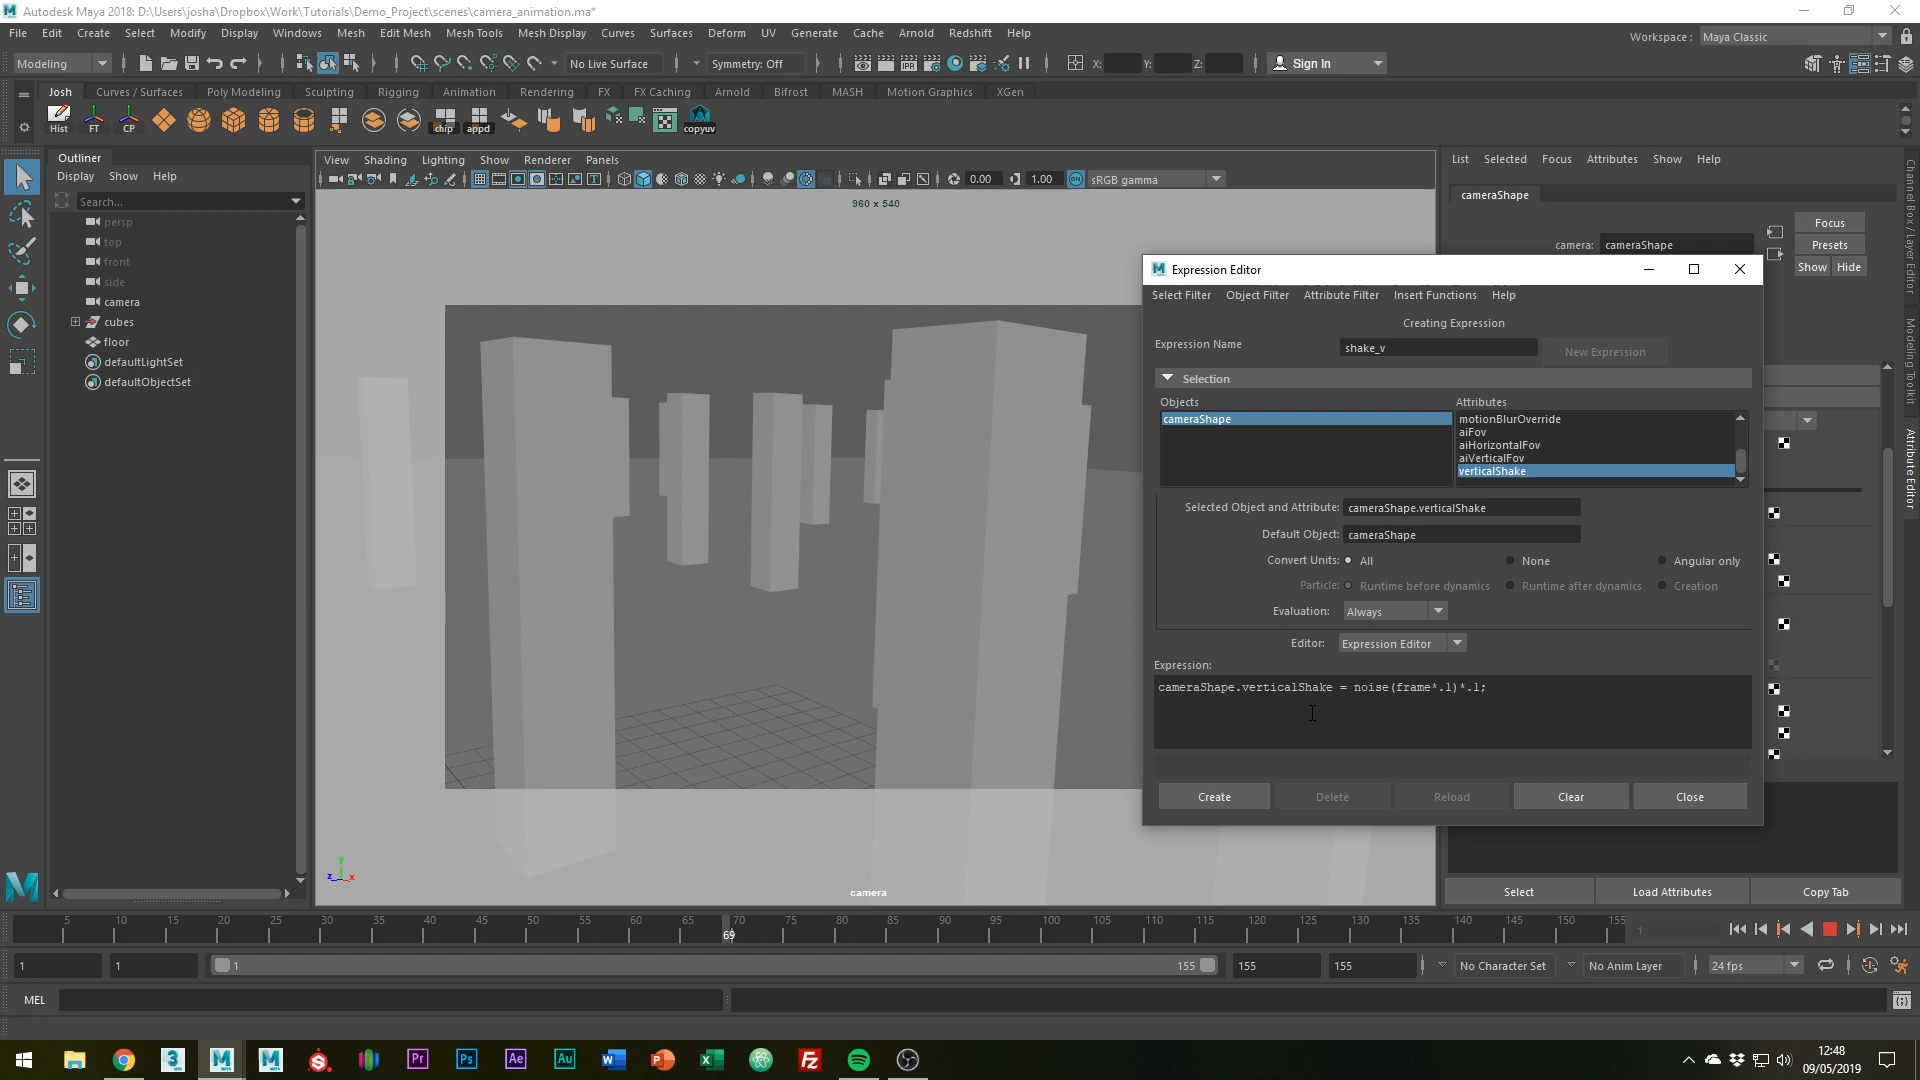 Autodesk Maya 2018: D:\Users\josha\Dropbox\Work\Tutorials\Demo_Project\scenes\camera_animation.ma*
File Edit Create Select Modify Display Windows Mesh Edit Mesh Mesh Tools Mesh Display Curves Surfaces Deform UV Generate Cache Arnold Redshift Help
Workspace : Maya Classic
Modeling No Live Surface Symmetry: Off X: Y: Z: Sign In
Josh Curves / Surfaces Poly Modeling Sculpting Rigging Animation Rendering FX FX Caching Arnold Bifrost MASH Motion Graphics XGen
Hist FT CP chip appd copyuv
Outliner
Display Show Help
Search...
persp
top
front
side
camera
cubes
floor
defaultLightSet
defaultObjectSet
View Shading Lighting Show Renderer Panels
0.00 1.00 sRGB gamma
960 x 540
camera
List Selected Focus Attributes Show Help
cameraShape
camera: cameraShape
Focus
Presets
Show Hide
Channel Box / Layer Editor
Modeling Toolkit
Attribute Editor
Expression Editor
Select Filter Object Filter Attribute Filter Insert Functions Help
Creating Expression
Expression Name shake_v New Expression
Selection
Objects Attributes
cameraShape
motionBlurOverride
aiFov
aiHorizontalFov
aiVerticalFov
verticalShake
Selected Object and Attribute: cameraShape.verticalShake
Default Object: cameraShape
Convert Units: All None Angular only
Particle: Runtime before dynamics Runtime after dynamics Creation
Evaluation: Always
Editor: Expression Editor
Expression:
cameraShape.verticalShake = noise(frame*.1)*.1;
Create Delete Reload Clear Close
Select Load Attributes Copy Tab
5 10 15 20 25 30 35 40 45 50 55 60 65 70 75 80 85 90 95 100 105 110 115 120 125 130 135 140 145 150 155
69
1
1 1 1 155 155 155 No Character Set No Anim Layer 24 fps
MEL
12:48
09/05/2019